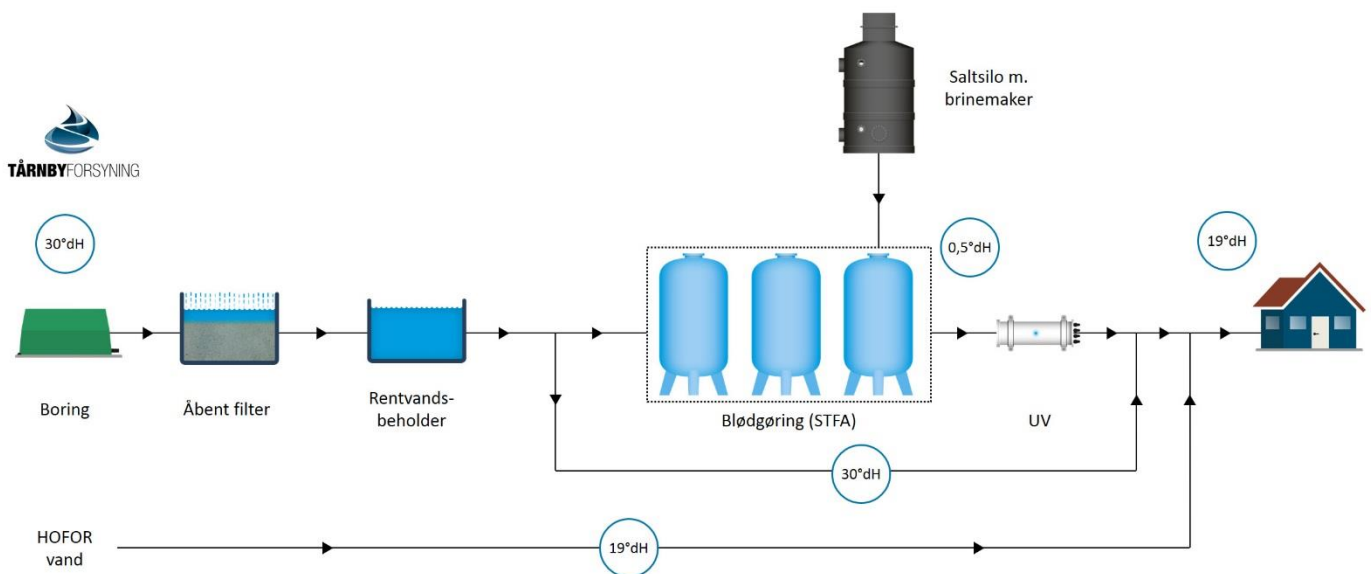 Saltsilo m.
brinemaker
TÅRNBYFORSYNING
30°dH
0,5°dH
19°dH
Boring
Åbent filter
Rentvands-
beholder
Blødgøring (STFA)
UV
30°dH
HOFOR
vand
19°dH